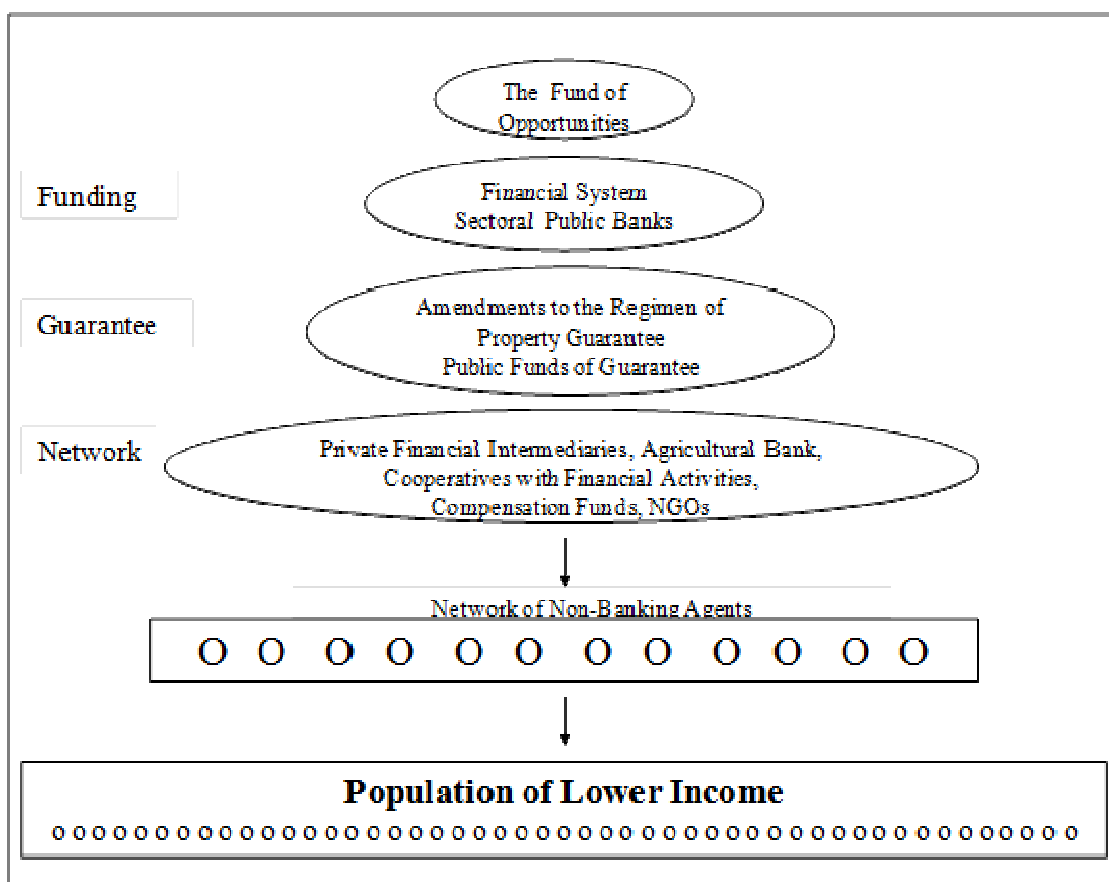 The Fund of
Opportunities
Funding
Financial System
Sectoral Public Banks
Guarantee
Amendments to the Regimen of
Property Guarantee
Public Funds of Guarantee
Network
Private Financial Intermediaries, Agricultural Bank,
Cooperatives with Financial Activities,
Compensation Funds, NGOs
Network of Non-Banking Agents
O O O O O O O O O O O O
Population of Lower Income
o o o o o o o o o o o o o o o o o o o o o o o o o o o o o o o o o o o o o o o o o o o o o o o o o o